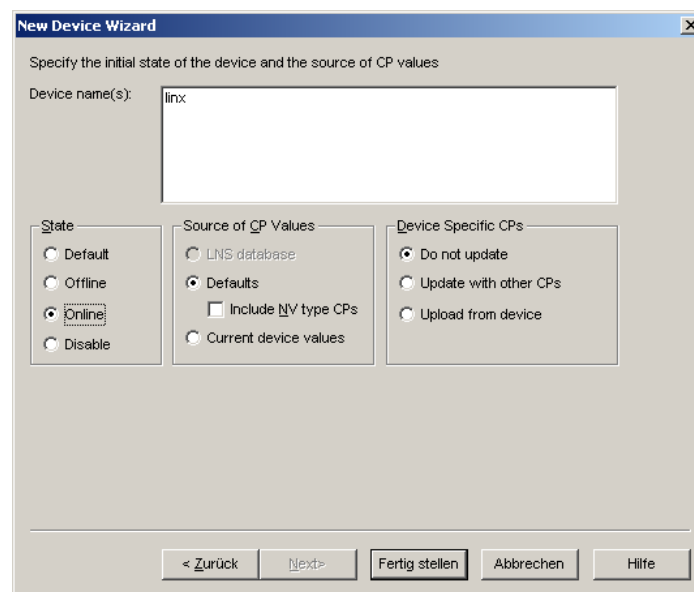 New Device Wizard
Specify the initial state of the device and the source of CP values
Device name(s):
linx
State
Default
Offline
Online
Disable
Source of CP Values
LNS database
Defaults
Include NV type CPs
Current device values
Device Specific CPs
Do not update
Update with other CPs
Upload from device
< Zurück
Next>
Fertig stellen
Abbrechen
Hilfe